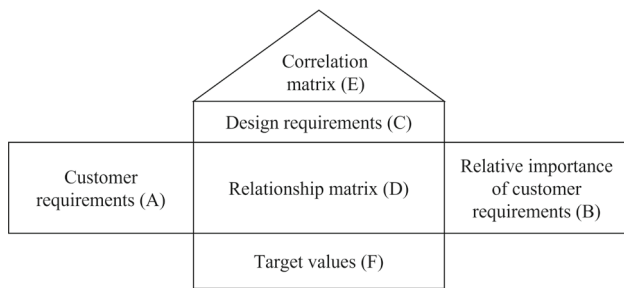 Correlation
matrix (E)
Design requirements (C)
Customer
requirements (A)
Relationship matrix (D)
Relative importance
of customer
requirements (B)
Target values (F)